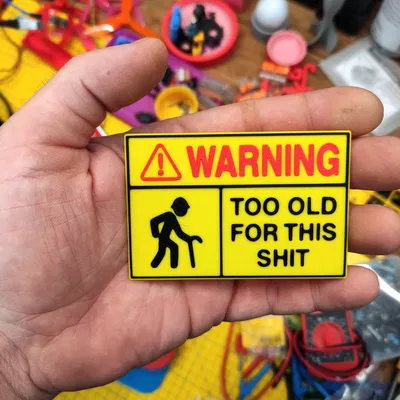 WARNING
TOO OLD
FOR THIS
SHIT